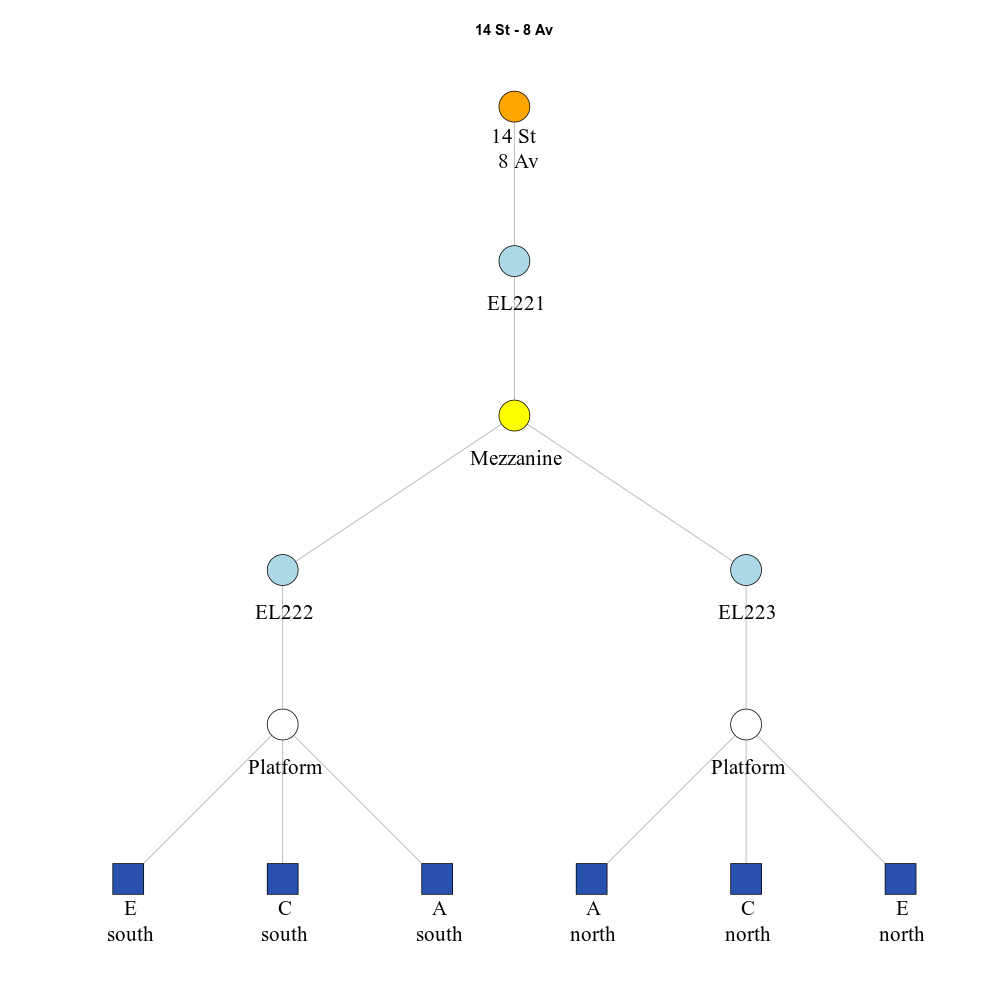 14 St - 8 Av
14 St
8 Av
EL221
Mezzanine
EL222
EL223
Platform
Platform
E
south
C
south
A
south
A
north
C
north
E
north